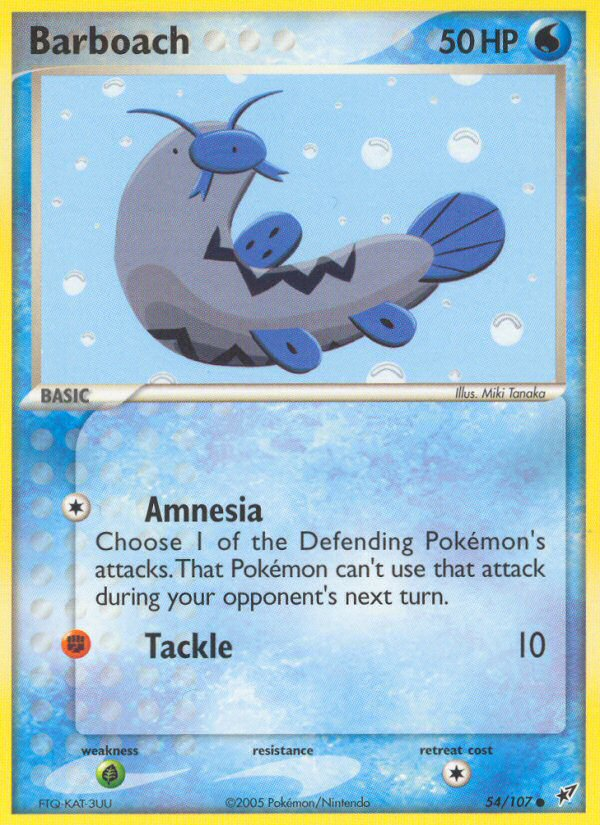 Barboach 50 HP
BASIC Illus. Miki Tanaka
Amnesia
Choose 1 of the Defending Pokémon's
attacks. That Pokémon can't use that attack
during your opponent's next turn.
Tackle 10
weakness resistance retreat cost
FTQ-KAT-3UU ©2005 Pokémon/Nintendo 54/107